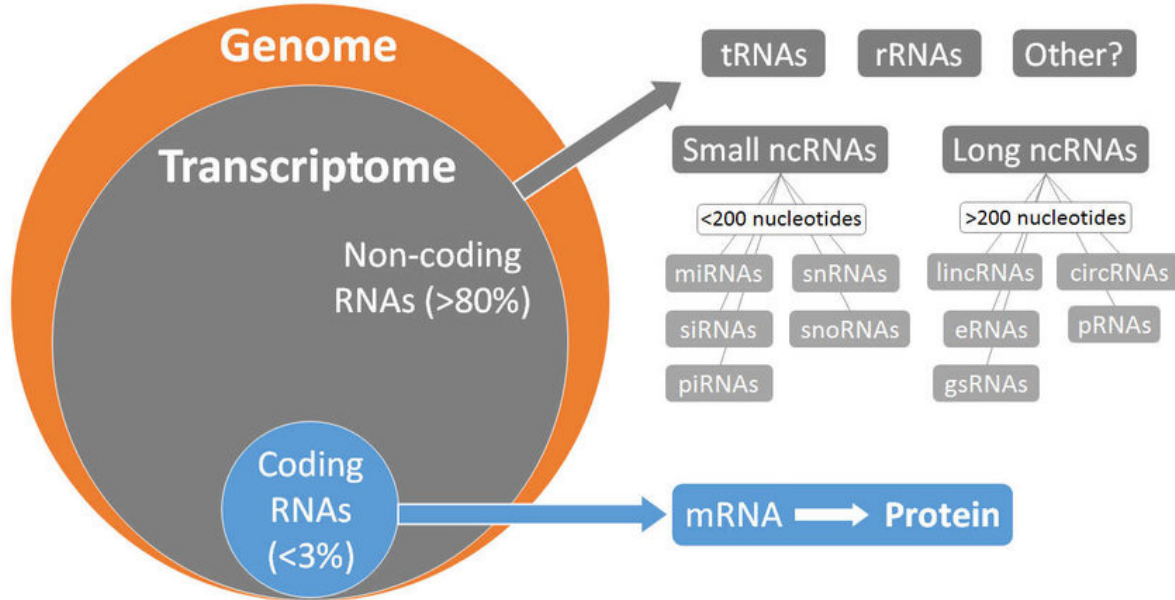 Genome
Transcriptome
Non-coding
RNAs (>80%)
Coding
RNAs
(<3%)
tRNAs
rRNAs
Other?
Small ncRNAs
Long ncRNAs
<200 nucleotides
>200 nucleotides
miRNAs
snRNAs
lincRNAs
circRNAs
siRNAs
snoRNAs
eRNAs
pRNAs
piRNAs
gsRNAs
mRNA
Protein